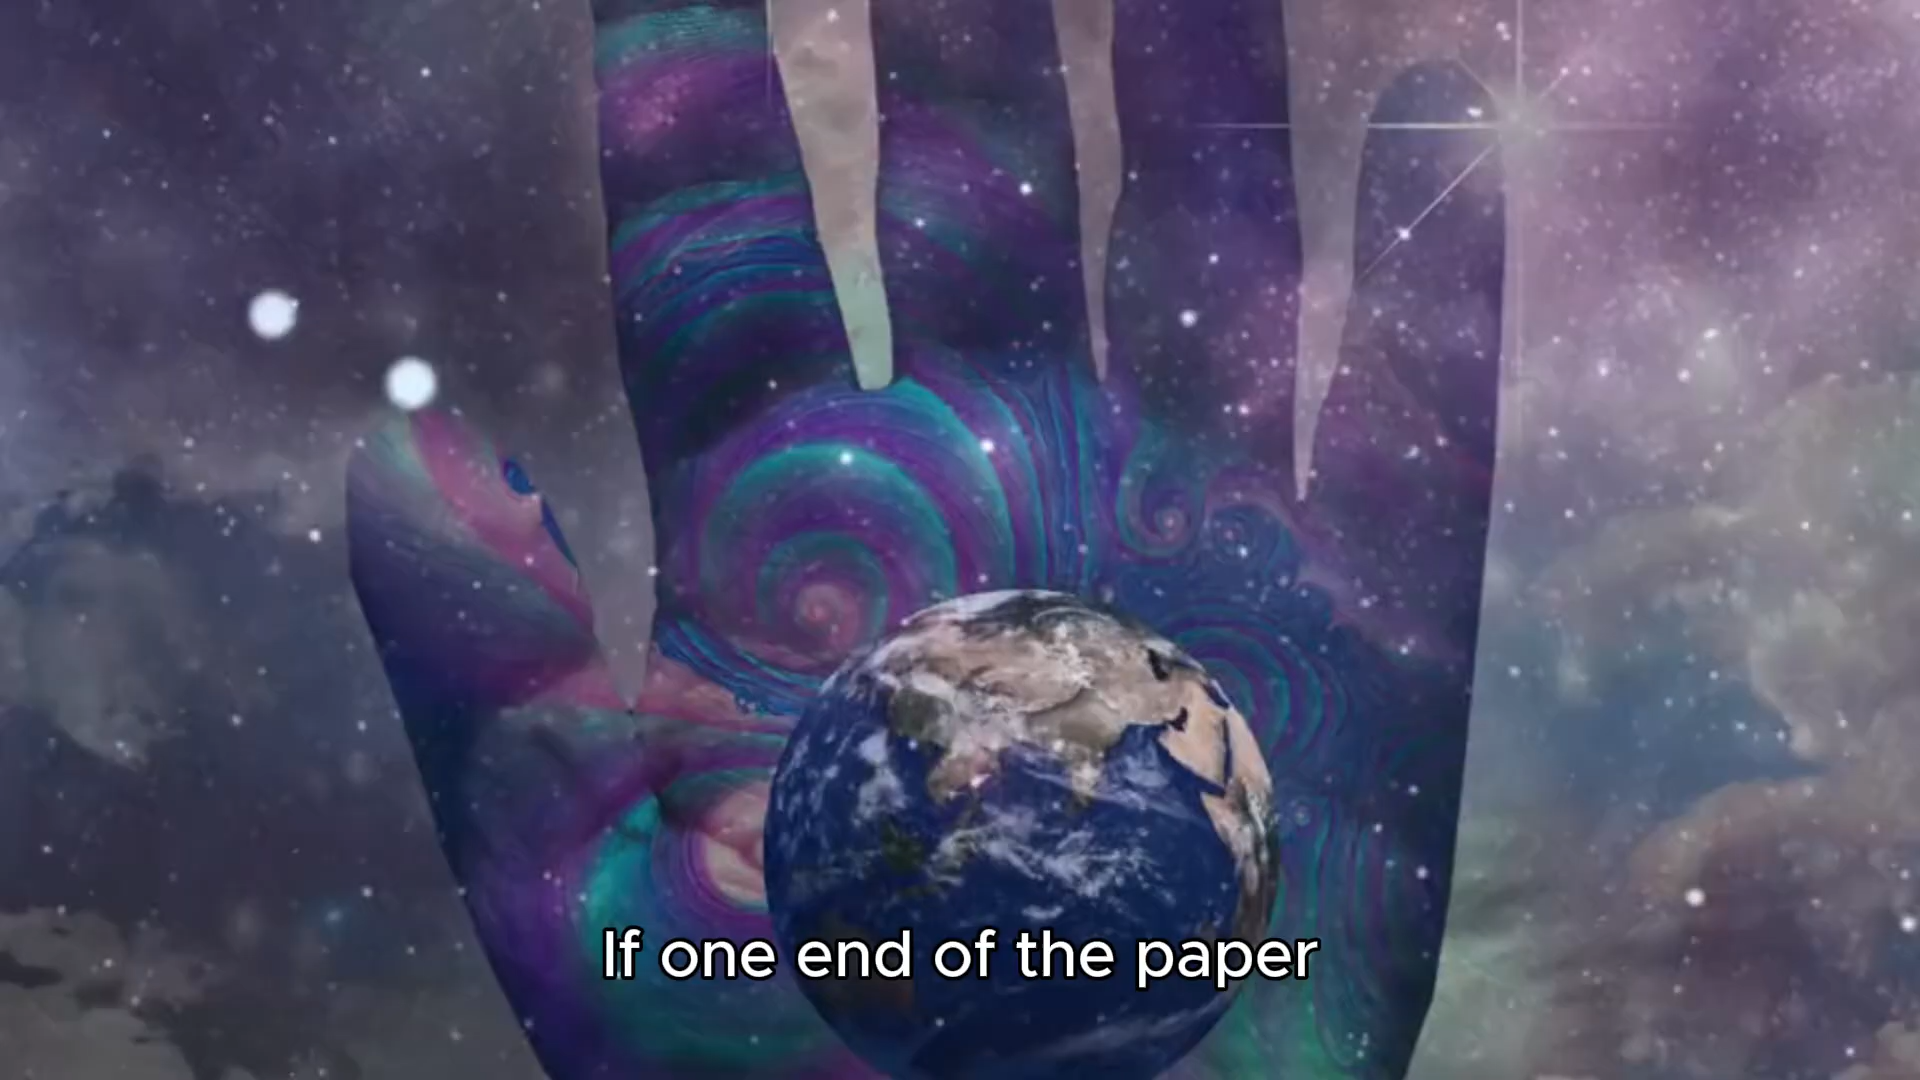 If one end of the paper